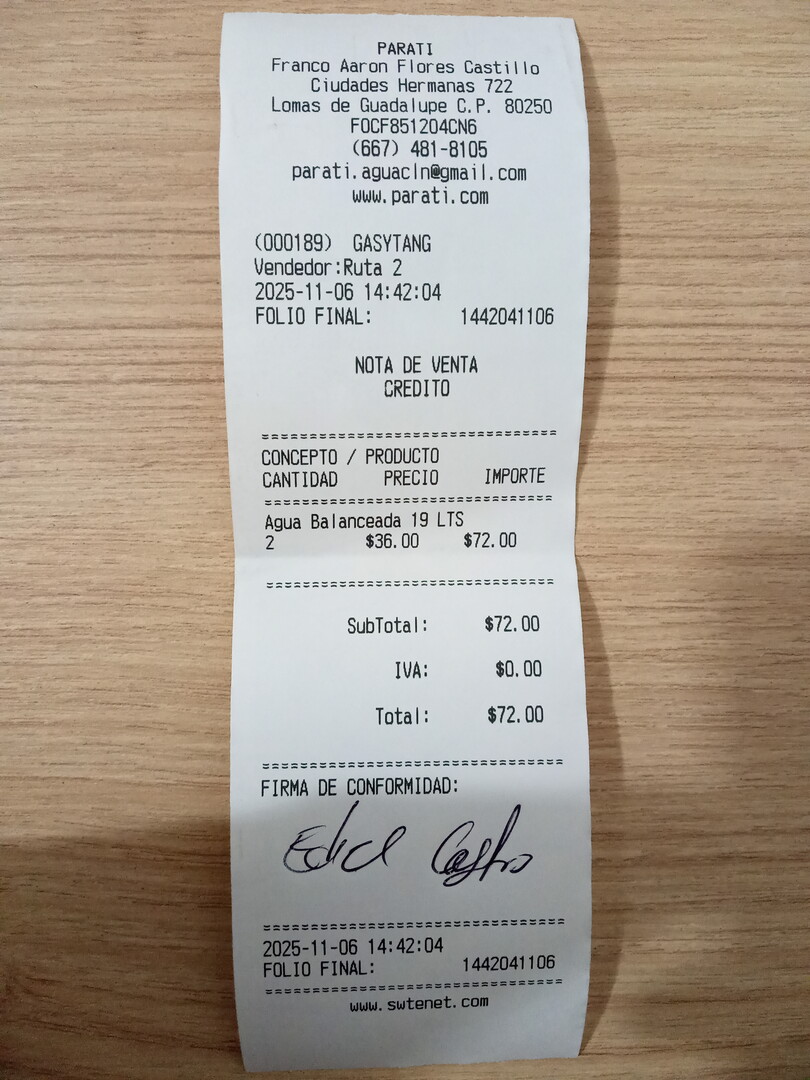 PARATI
Franco Aaron Flores Castillo
Ciudades Hermanas 722
Lomas de Guadalupe C.P. 80250
FOCF851204CN6
(667) 481-8105
parati.aguacln@gmail.com
www.parati.com
(000189) GASYTANG
Vendedor:Ruta 2
2025-11-06 14:42:04
FOLIO FINAL: 1442041106
NOTA DE VENTA
CREDITO
CONCEPTO / PRODUCTO
CANTIDAD PRECIO IMPORTE
Agua Balanceada 19 LTS
2 $36.00 $72.00
SubTotal: $72.00
IVA: $0.00
Total: $72.00
FIRMA DE CONFORMIDAD:
Castro
2025-11-06 14:42:04
FOLIO FINAL: 1442041106
www.swtenet.com